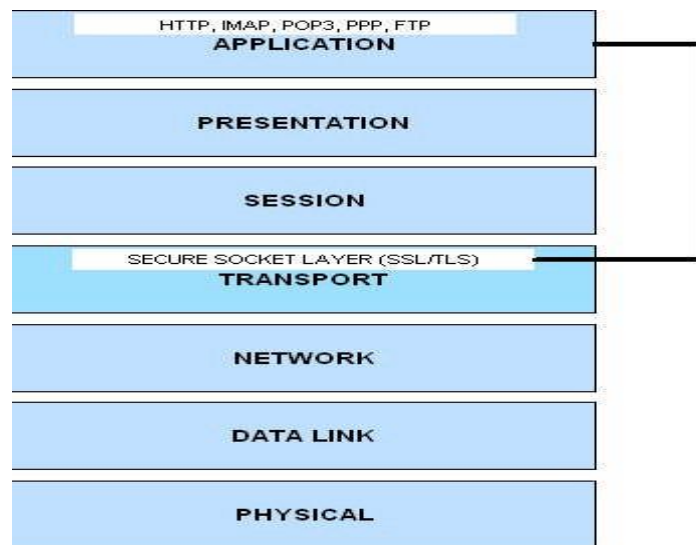 HTTP, IMAP, POP3, PPP, FTP
APPLICATION
PRESENTATION
SESSION
SECURE SOCKET LAYER (SSL/TLS)
TRANSPORT
NETWORK
DATA LINK
PHYSICAL